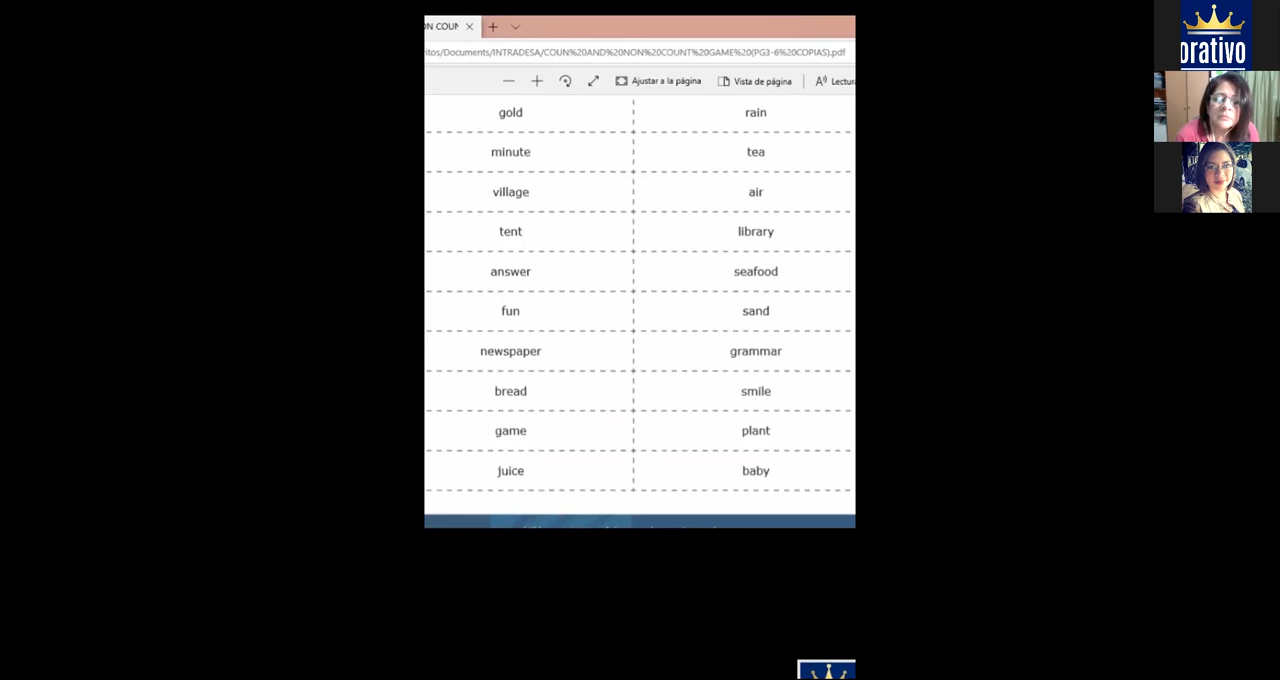 ON COUN
itos/Documents/INTRADESA/COUN%20AND%20NON%20COUNT%20GAME%20(PG3-6%20COPIAS).pdf
Ajustar a la página Vista de página Lectura
gold rain
minute tea
village air
tent library
answer seafood
fun sand
newspaper grammar
bread smile
game plant
juice baby
orativo